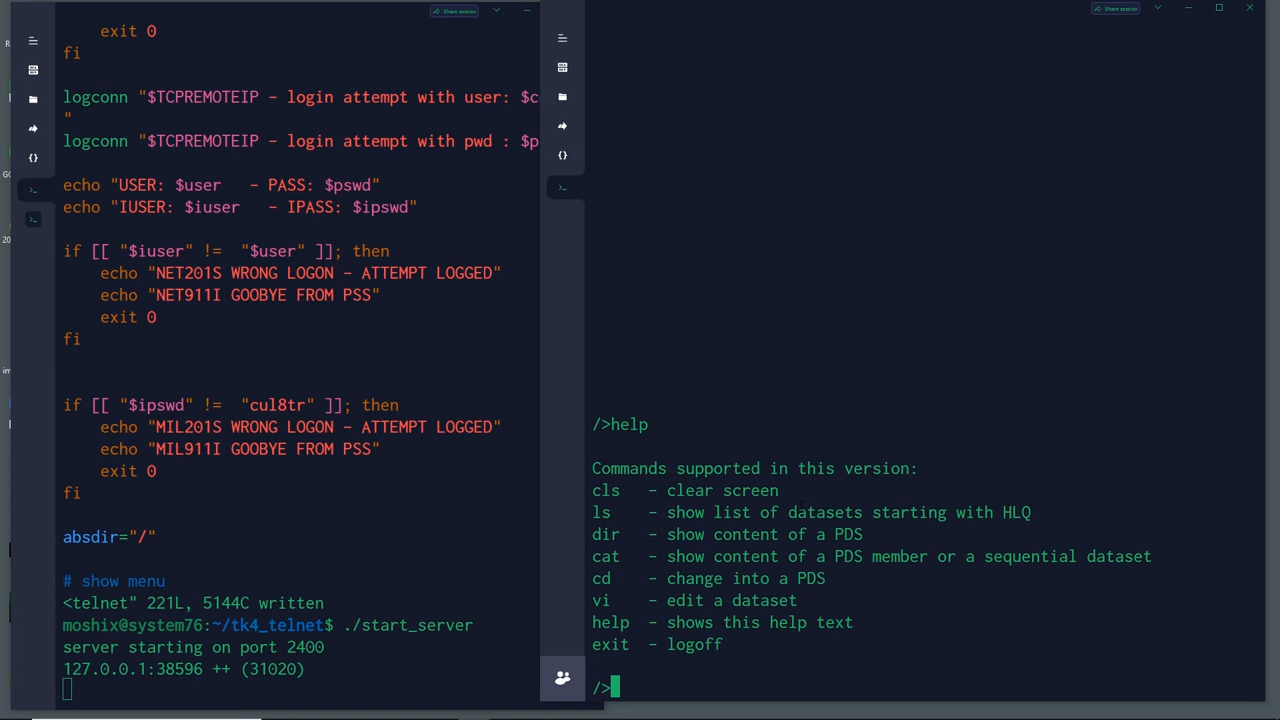 Share session
exit 0
fi
logconn "$TCPREMOTEIP - login attempt with user: $c
"
logconn "$TCPREMOTEIP - login attempt with pwd : $p
echo "USER: $user   - PASS: $pswd"
echo "IUSER: $iuser   - IPASS: $ipswd"
if [[ "$iuser" !=  "$user" ]]; then
echo "NET201S WRONG LOGON - ATTEMPT LOGGED"
echo "NET911I GOOBYE FROM PSS"
exit 0
fi
if [[ "$ipswd" !=  "cul8tr" ]]; then
echo "MIL201S WRONG LOGON - ATTEMPT LOGGED"
echo "MIL911I GOOBYE FROM PSS"
exit 0
fi
absdir="/"
# show menu
<telnet" 221L, 5144C written
moshix@system76:~/tk4_telnet$ ./start_server
server starting on port 2400
127.0.0.1:38596 ++ (31020)
Share session
/>help
Commands supported in this version:
cls   - clear screen
ls    - show list of datasets starting with HLQ
dir   - show content of a PDS
cat   - show content of a PDS member or a sequential dataset
cd    - change into a PDS
vi    - edit a dataset
help  - shows this help text
exit  - logoff
/>